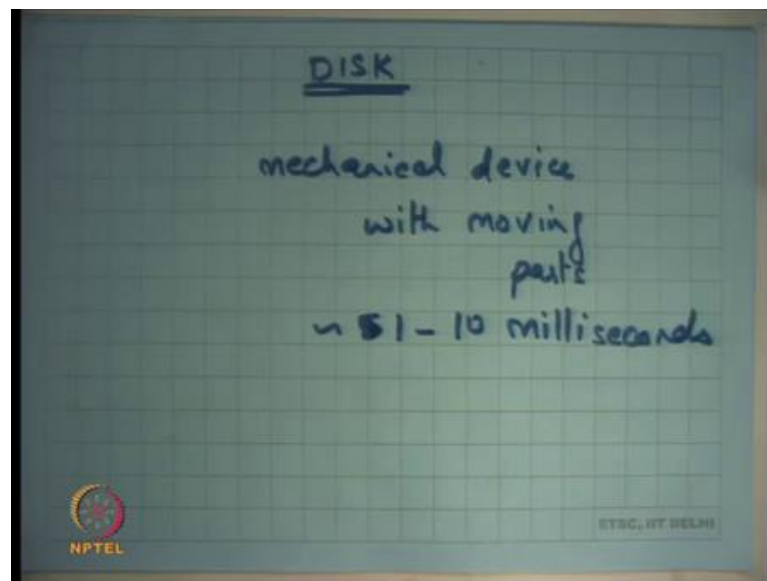 DISK
mechanical device
with moving
parts
~ 1 - 10 milliseconds
NPTEL
ETSC, IIT DELHI